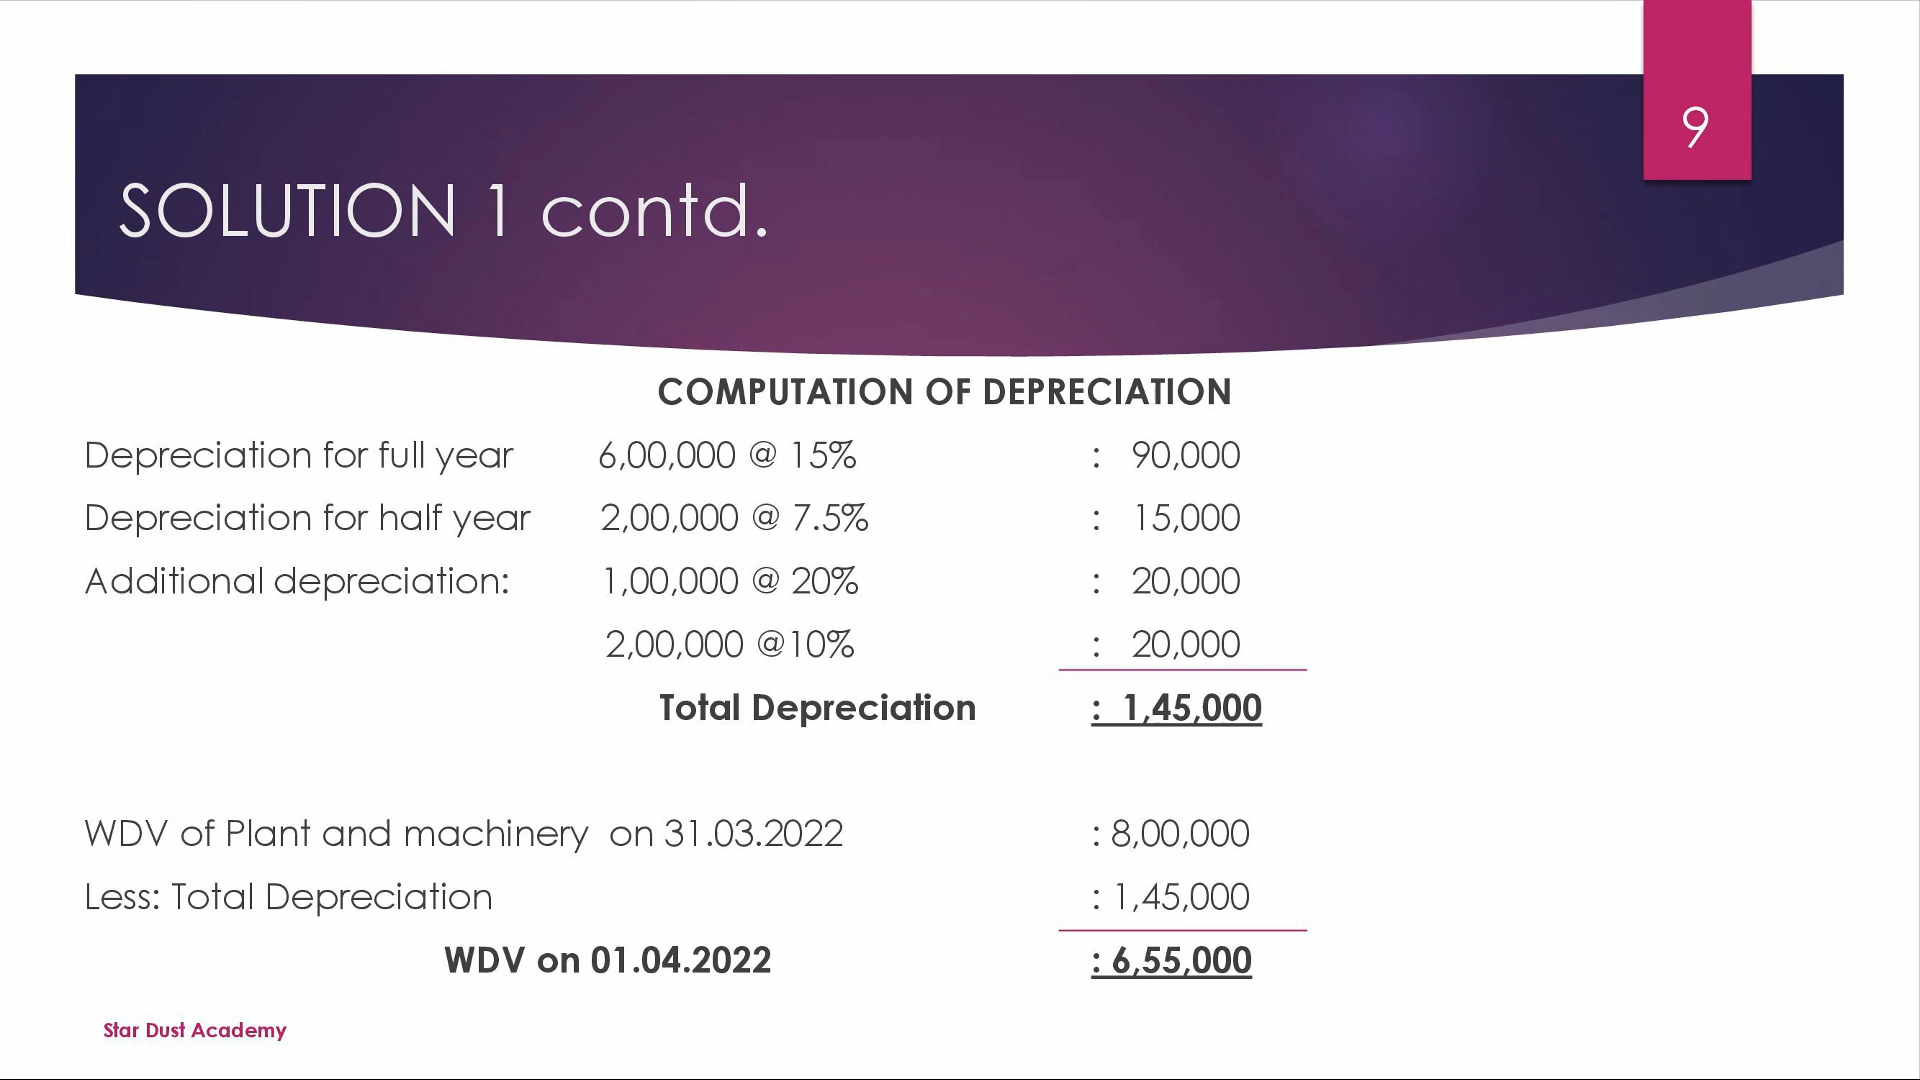 9
SOLUTION 1 contd.
COMPUTATION OF DEPRECIATION
Depreciation for full year 6,00,000 @ 15% : 90,000
Depreciation for half year 2,00,000 @ 7.5% : 15,000
Additional depreciation: 1,00,000 @ 20% : 20,000
2,00,000 @10% : 20,000
Total Depreciation : 1,45,000
WDV of Plant and machinery on 31.03.2022 : 8,00,000
Less: Total Depreciation : 1,45,000
WDV on 01.04.2022 : 6,55,000
Star Dust Academy